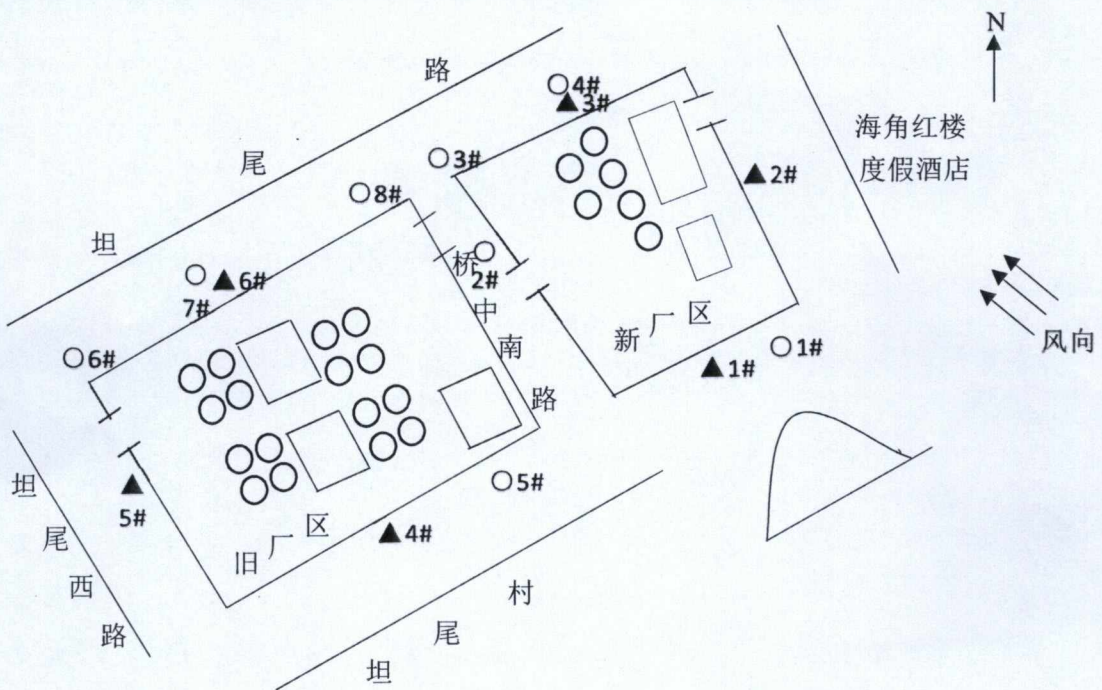 N
海角红楼
度假酒店
风向
坦尾路
○4#
▲3#
○3#
○8#
▲2#
○2#
桥中南路
○7#
▲6#
○6#
新厂区
▲1#
○1#
▲5#
○5#
▲4#
旧厂区
坦尾西路
坦尾村